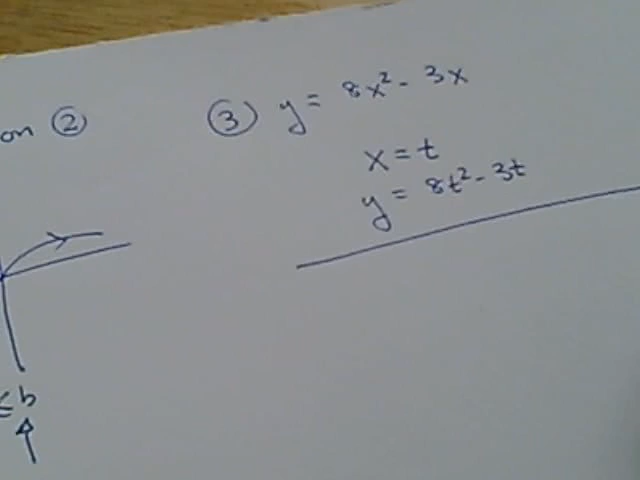 on ②
③ y = 8x² - 3x
x = t
y = 8t² - 3t
≤ b